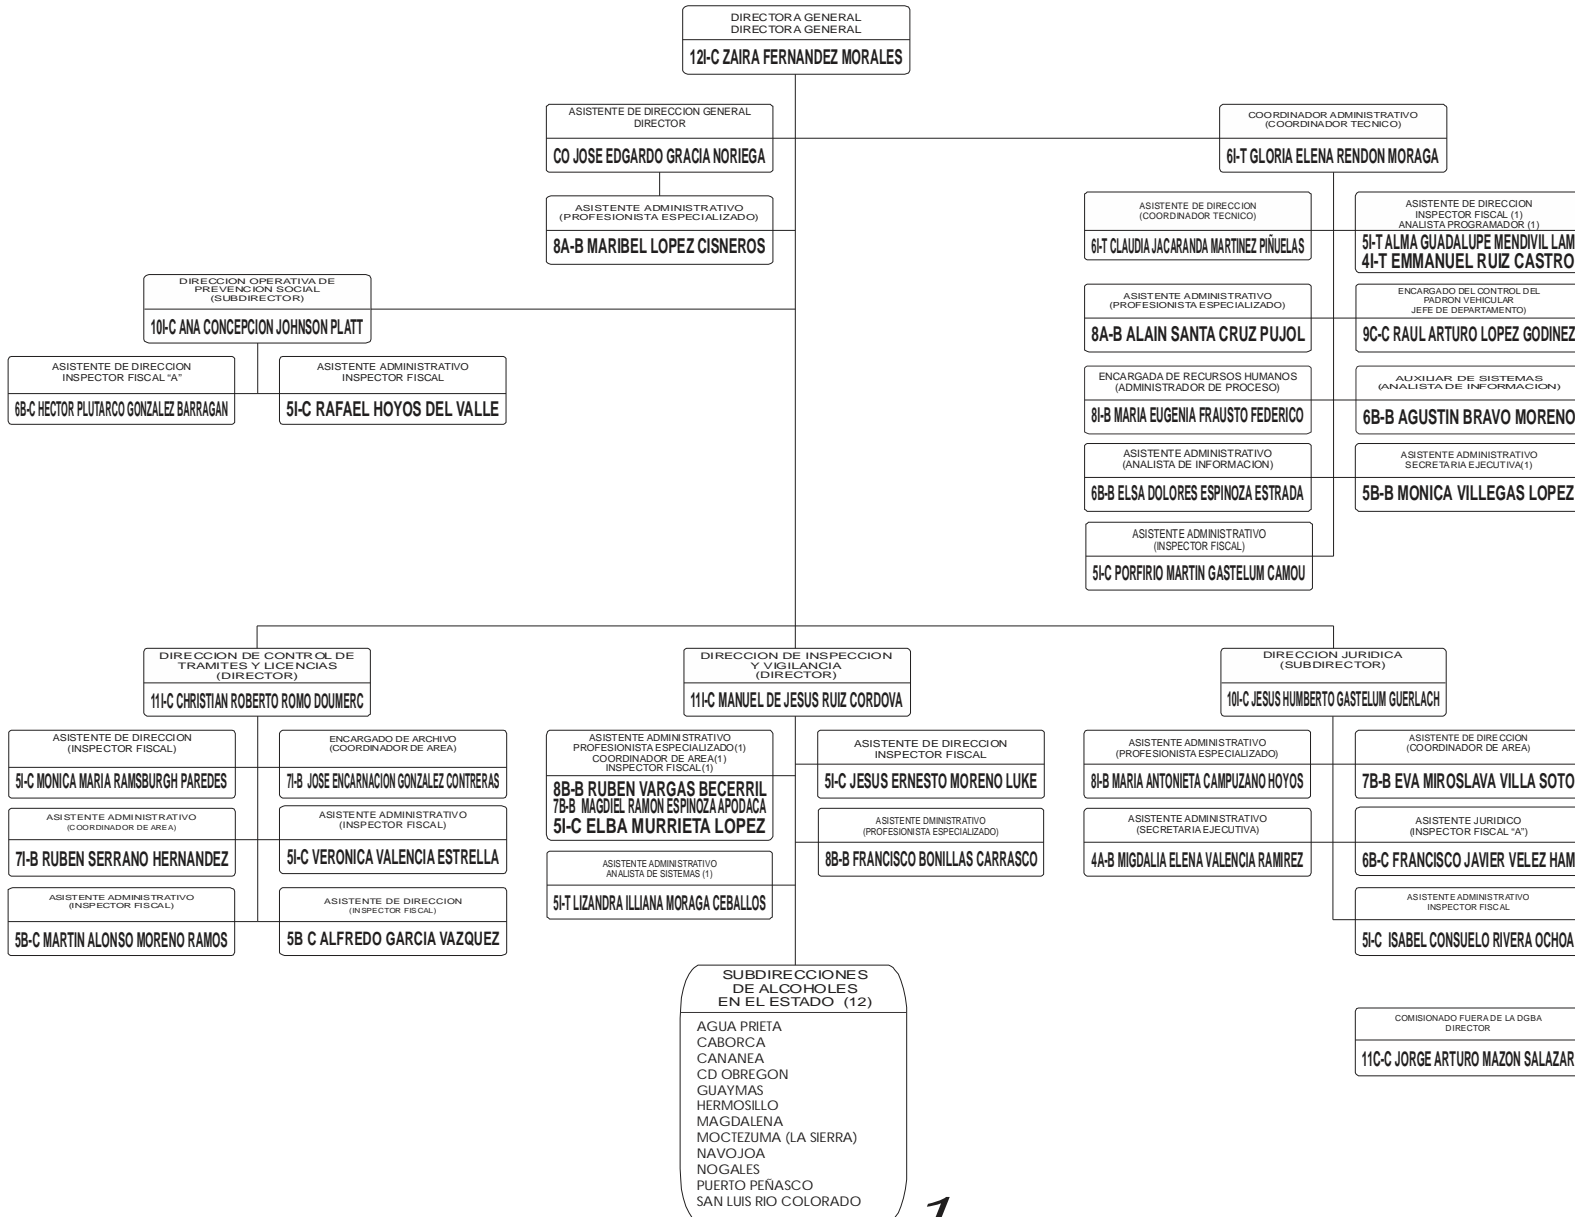 DIRECTORA GENERAL
DIRECTORA GENERAL
12I-C ZAIRA FERNANDEZ MORALES
ASISTENTE DE DIRECCION GENERAL
DIRECTOR
CO JOSE EDGARDO GRACIA NORIEGA
COORDINADOR ADMINISTRATIVO
(COORDINADOR TECNICO)
6I-T GLORIA ELENA RENDON MORAGA
ASISTENTE ADMINISTRATIVO
(PROFESIONISTA ESPECIALIZADO)
8A-B MARIBEL LOPEZ CISNEROS
ASISTENTE DE DIRECCION
(COORDINADOR TECNICO)
6I-T CLAUDIA JACARANDA MARTINEZ PIÑUELAS
ASISTENTE DE DIRECCION
INSPECTOR FISCAL (1)
ANALISTA PROGRAMADOR (1)
5I-T ALMA GUADALUPE MENDIVIL LAM
4I-T EMMANUEL RUIZ CASTRO
DIRECCION OPERATIVA DE
PREVENCION SOCIAL
(SUBDIRECTOR)
10I-C ANA CONCEPCION JOHNSON PLATT
ASISTENTE ADMINISTRATIVO
(PROFESIONISTA ESPECIALIZADO)
8A-B ALAIN SANTA CRUZ PUJOL
ENCARGADO DEL CONTROL DEL
PADRON VEHICULAR
JEFE DE DEPARTAMENTO)
9C-C RAUL ARTURO LOPEZ GODINEZ
ASISTENTE DE DIRECCION
INSPECTOR FISCAL "A"
6B-C HECTOR PLUTARCO GONZALEZ BARRAGAN
ASISTENTE ADMINISTRATIVO
INSPECTOR FISCAL
5I-C RAFAEL HOYOS DEL VALLE
ENCARGADA DE RECURSOS HUMANOS
(ADMINISTRADOR DE PROCESO)
8I-B MARIA EUGENIA FRAUSTO FEDERICO
AUXILIAR DE SISTEMAS
(ANALISTA DE INFORMACION)
6B-B AGUSTIN BRAVO MORENO
ASISTENTE ADMINISTRATIVO
(ANALISTA DE INFORMACION)
6B-B ELSA DOLORES ESPINOZA ESTRADA
ASISTENTE ADMINISTRATIVO
SECRETARIA EJECUTIVA(1)
5B-B MONICA VILLEGAS LOPEZ
ASISTENTE ADMINISTRATIVO
(INSPECTOR FISCAL)
5I-C PORFIRIO MARTIN GASTELUM CAMOU
DIRECCION DE CONTROL DE
TRAMITES Y LICENCIAS
(DIRECTOR)
11I-C CHRISTIAN ROBERTO ROMO DOUMERC
DIRECCION DE INSPECCION
Y VIGILANCIA
(DIRECTOR)
11I-C MANUEL DE JESUS RUIZ CORDOVA
DIRECCION JURIDICA
(SUBDIRECTOR)
10I-C JESUS HUMBERTO GASTELUM GUERLACH
ASISTENTE DE DIRECCION
(INSPECTOR FISCAL)
5I-C MONICA MARIA RAMSBURGH PAREDES
ENCARGADO DE ARCHIVO
(COORDINADOR DE AREA)
7I-B JOSE ENCARNACION GONZALEZ CONTRERAS
ASISTENTE ADMINISTRATIVO
PROFESIONISTA ESPECIALIZADO(1)
COORDINADOR DE AREA(1)
INSPECTOR FISCAL(1)
8B-B RUBEN VARGAS BECERRIL
7B-B MAGDIEL RAMON ESPINOZA APODACA
5I-C ELBA MURRIETA LOPEZ
ASISTENTE DE DIRECCION
INSPECTOR FISCAL
5I-C JESUS ERNESTO MORENO LUKE
ASISTENTE ADMINISTRATIVO
(PROFESIONISTA ESPECIALIZADO)
8I-B MARIA ANTONIETA CAMPUZANO HOYOS
ASISTENTE DE DIRECCION
(COORDINADOR DE AREA)
7B-B EVA MIROSLAVA VILLA SOTO
ASISTENTE ADMINISTRATIVO
(COORDINADOR DE AREA)
7I-B RUBEN SERRANO HERNANDEZ
ASISTENTE ADMINISTRATIVO
(INSPECTOR FISCAL)
5I-C VERONICA VALENCIA ESTRELLA
ASISTENTE DMINISTRATIVO
(PROFESIONISTA ESPECIALIZADO)
8B-B FRANCISCO BONILLAS CARRASCO
ASISTENTE ADMINISTRATIVO
(SECRETARIA EJECUTIVA)
4A-B MIGDALIA ELENA VALENCIA RAMIREZ
ASISTENTE JURIDICO
(INSPECTOR FISCAL "A")
6B-C FRANCISCO JAVIER VELEZ HAM
ASISTENTE ADMINISTRATIVO
ANALISTA DE SISTEMAS (1)
5I-T LIZANDRA ILLIANA MORAGA CEBALLOS
ASISTENTE ADMINISTRATIVO
(INSPECTOR FISCAL)
5B-C MARTIN ALONSO MORENO RAMOS
ASISTENTE DE DIRECCION
(INSPECTOR FISCAL)
5B C ALFREDO GARCIA VAZQUEZ
ASISTENTE ADMINISTRATIVO
INSPECTOR FISCAL
5I-C ISABEL CONSUELO RIVERA OCHOA
SUBDIRECCIONES
DE ALCOHOLES
EN EL ESTADO (12)
AGUA PRIETA
CABORCA
CANANEA
CD OBREGON
GUAYMAS
HERMOSILLO
MAGDALENA
MOCTEZUMA (LA SIERRA)
NAVOJOA
NOGALES
PUERTO PEÑASCO
SAN LUIS RIO COLORADO
COMISIONADO FUERA DE LA DGBA
DIRECTOR
11C-C JORGE ARTURO MAZON SALAZAR
1